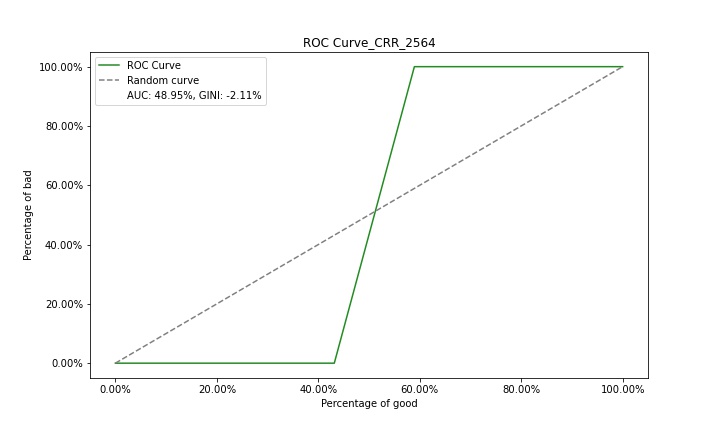 ROC Curve_CRR_2564
ROC Curve
Random curve
AUC: 48.95%, GINI: -2.11%
100.00%
80.00%
60.00%
40.00%
20.00%
0.00%
Percentage of bad
0.00% 20.00% 40.00% 60.00% 80.00% 100.00%
Percentage of good